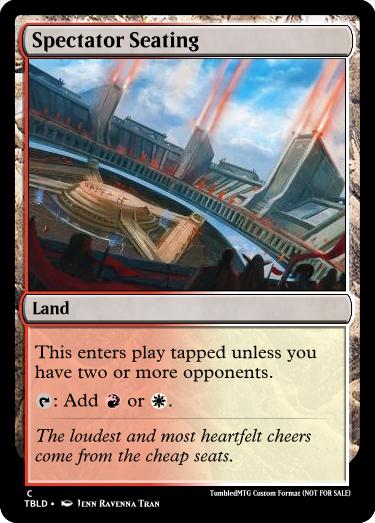 Spectator Seating
Land
This enters play tapped unless you
have two or more opponents.
: Add or .
The loudest and most heartfelt cheers
come from the cheap seats.
C
TBLD • Jenn Ravenna Tran
TumbledMTG Custom Format (NOT FOR SALE)